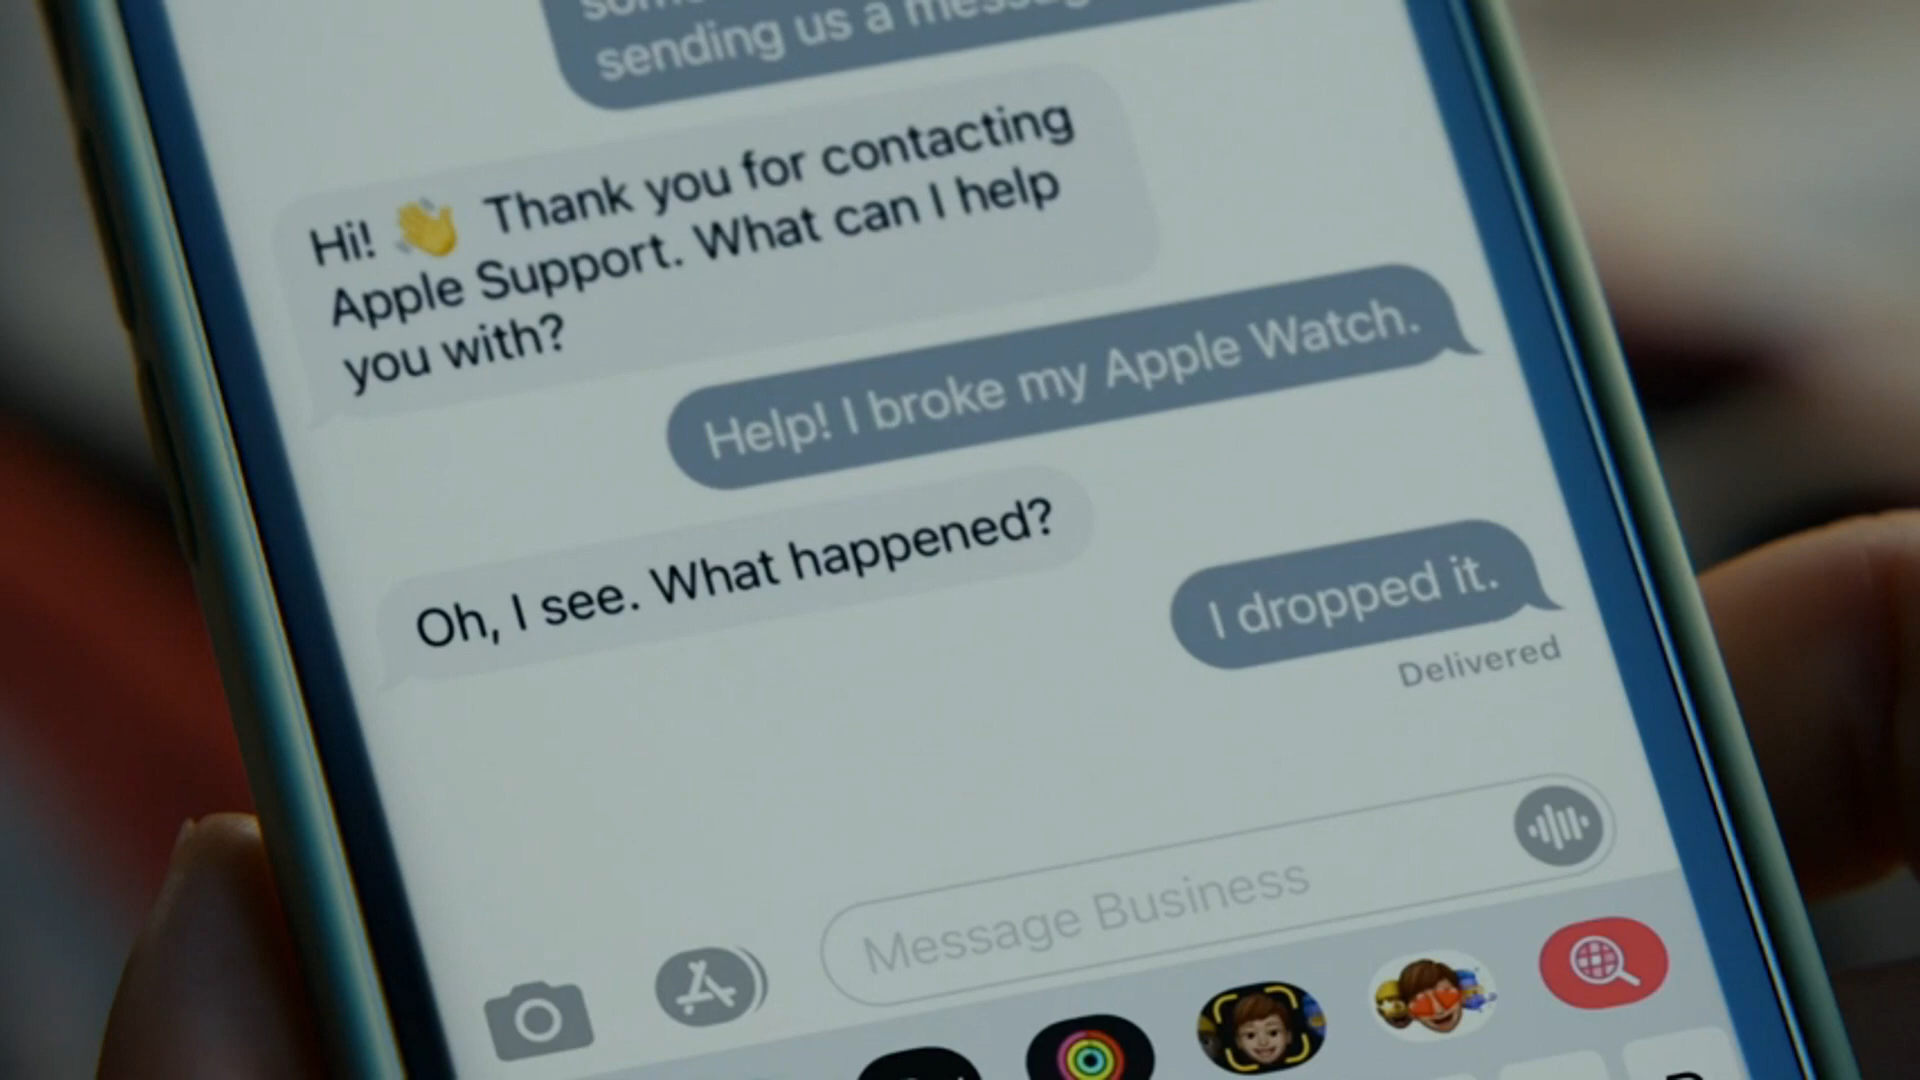 sending us a message
Hi! 👋 Thank you for contacting
Apple Support. What can I help
you with?
Help! I broke my Apple Watch.
Oh, I see. What happened?
I dropped it.
Delivered
Message Business